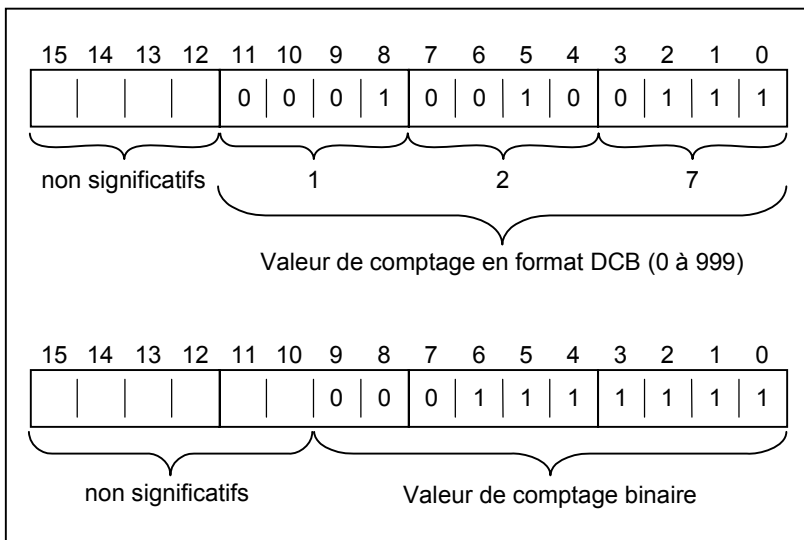 15 14 13 12 11 10 9 8 7 6 5 4 3 2 1 0
0 0 0 1 0 0 1 0 0 1 1 1
non significatifs 1 2 7
Valeur de comptage en format DCB (0 à 999)
15 14 13 12 11 10 9 8 7 6 5 4 3 2 1 0
0 0 0 1 1 1 1 1 1 1
non significatifs Valeur de comptage binaire